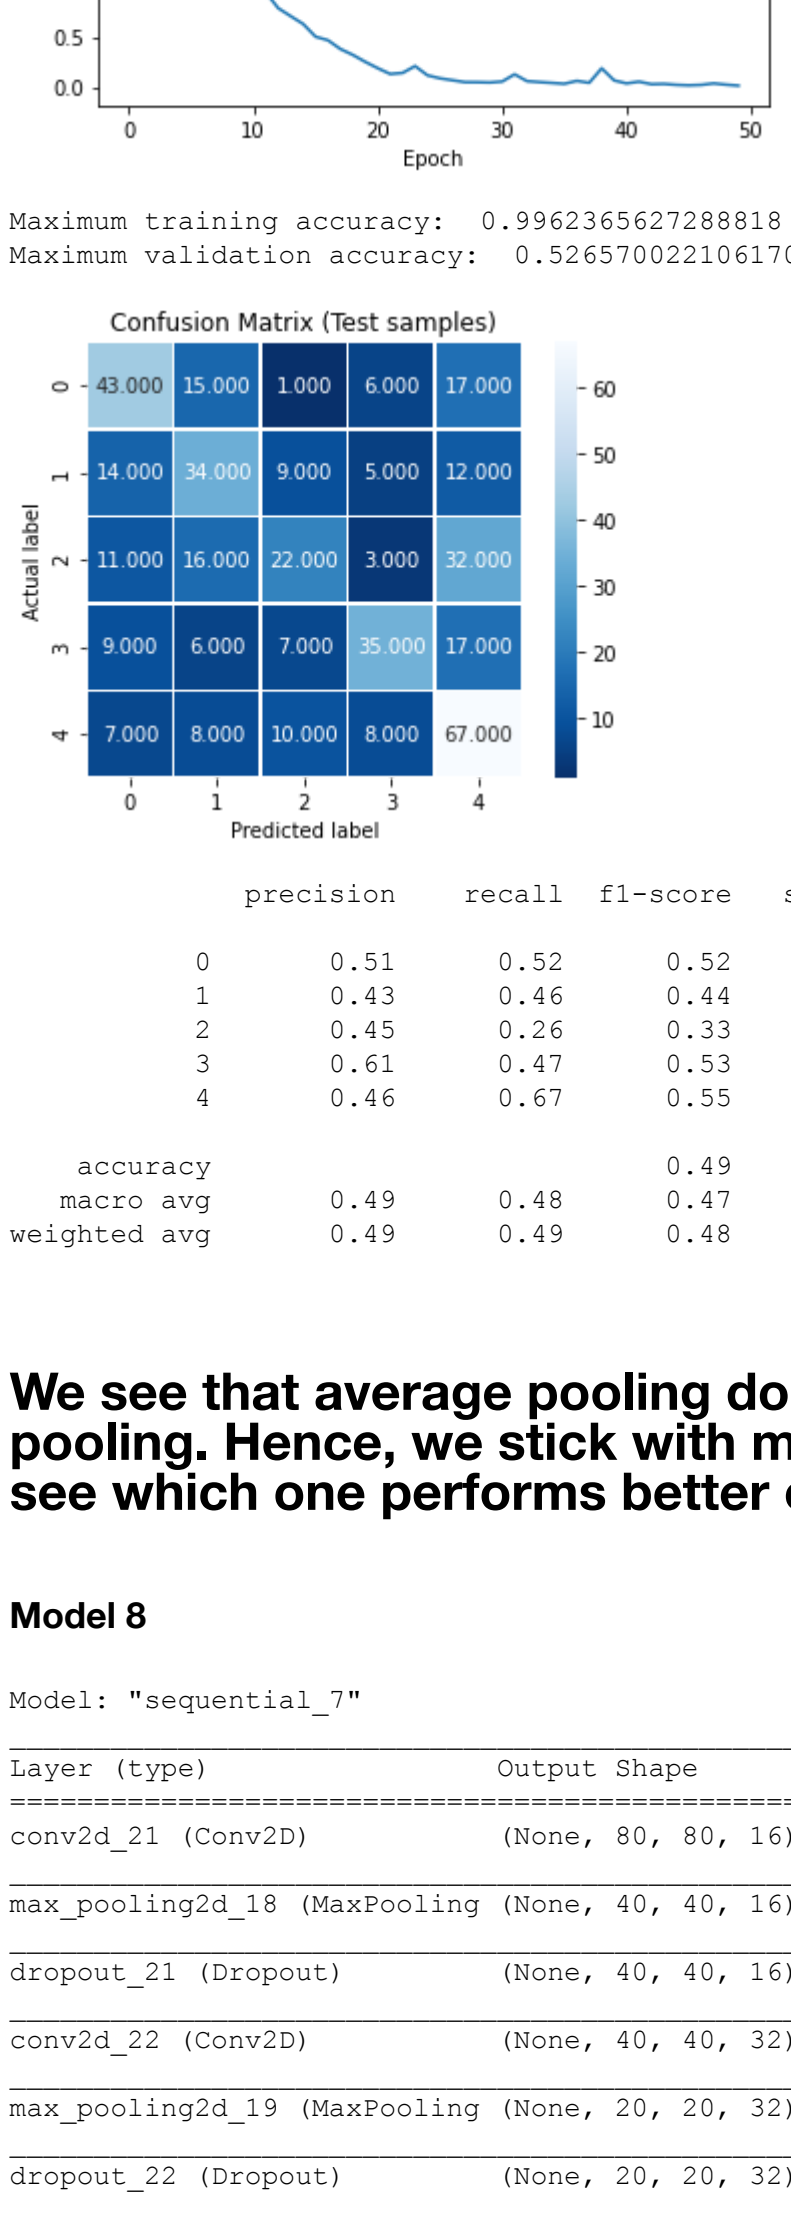 0.5
0.0
0 10 20 30 40 50
Epoch
Maximum training accuracy:  0.9962365627288818
Maximum validation accuracy:  0.526570022106170
Confusion Matrix (Test samples)
0 43.000 15.000 1.000 6.000 17.000
1 14.000 34.000 9.000 5.000 12.000
2 11.000 16.000 22.000 3.000 32.000
3 9.000 6.000 7.000 35.000 17.000
4 7.000 8.000 10.000 8.000 67.000
0 1 2 3 4
Predicted label
Actual label
60
50
40
30
20
10
precision recall f1-score s
0 0.51 0.52 0.52
1 0.43 0.46 0.44
2 0.45 0.26 0.33
3 0.61 0.47 0.53
4 0.46 0.67 0.55
accuracy 0.49
macro avg 0.49 0.48 0.47
weighted avg 0.49 0.49 0.48
We see that average pooling do
pooling. Hence, we stick with m
see which one performs better
Model 8
Model: "sequential_7"
Layer (type) Output Shape
=====================================================
conv2d_21 (Conv2D) (None, 80, 80, 16)
max_pooling2d_18 (MaxPooling (None, 40, 40, 16)
dropout_21 (Dropout) (None, 40, 40, 16)
conv2d_22 (Conv2D) (None, 40, 40, 32)
max_pooling2d_19 (MaxPooling (None, 20, 20, 32)
dropout_22 (Dropout) (None, 20, 20, 32)